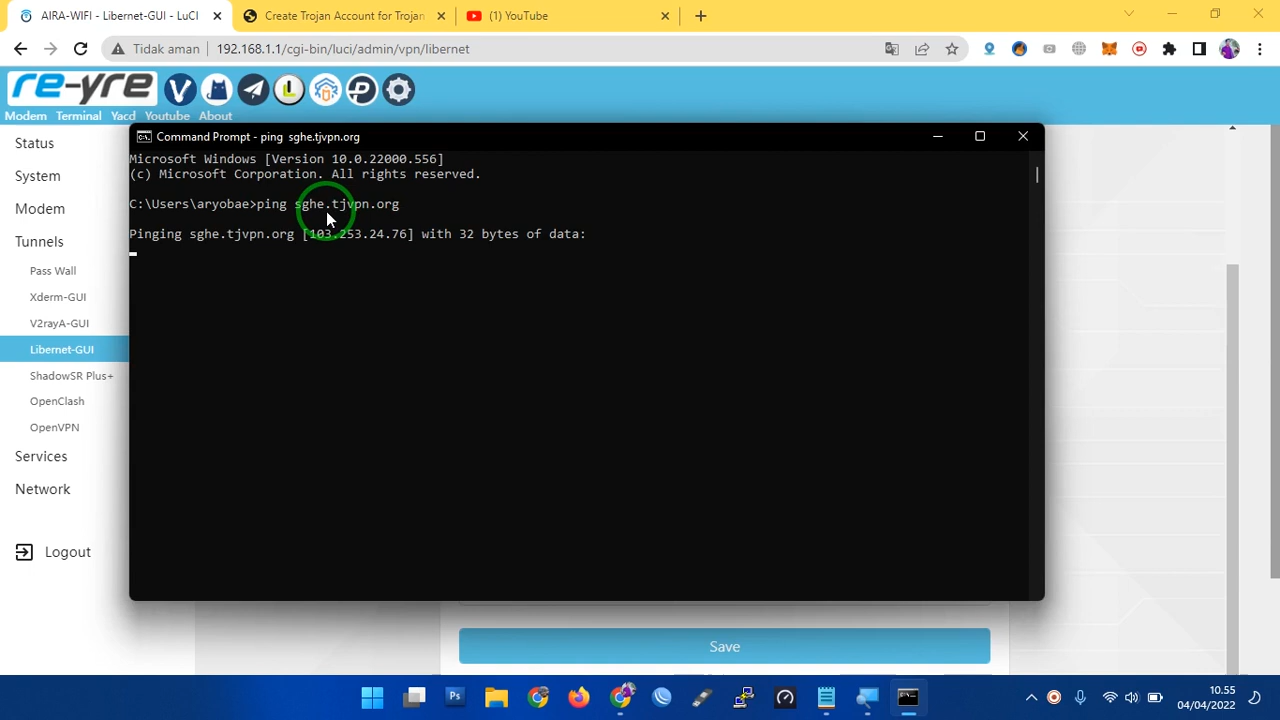 AIRA-WIFI - Libernet-GUI - LuCI
Create Trojan Account for Trojan
(1) YouTube
Tidak aman
192.168.1.1/cgi-bin/luci/admin/vpn/libernet
re-yre
Modem Terminal Yacd Youtube About
Status
System
Modem
Tunnels
Pass Wall
Xderm-GUI
V2rayA-GUI
Libernet-GUI
ShadowSR Plus+
OpenClash
OpenVPN
Services
Network
Logout
Command Prompt - ping sghe.tjvpn.org
Microsoft Windows [Version 10.0.22000.556]
(c) Microsoft Corporation. All rights reserved.
C:\Users\aryobae>ping sghe.tjvpn.org
Pinging sghe.tjvpn.org [103.253.24.76] with 32 bytes of data:
Save
10.55
04/04/2022